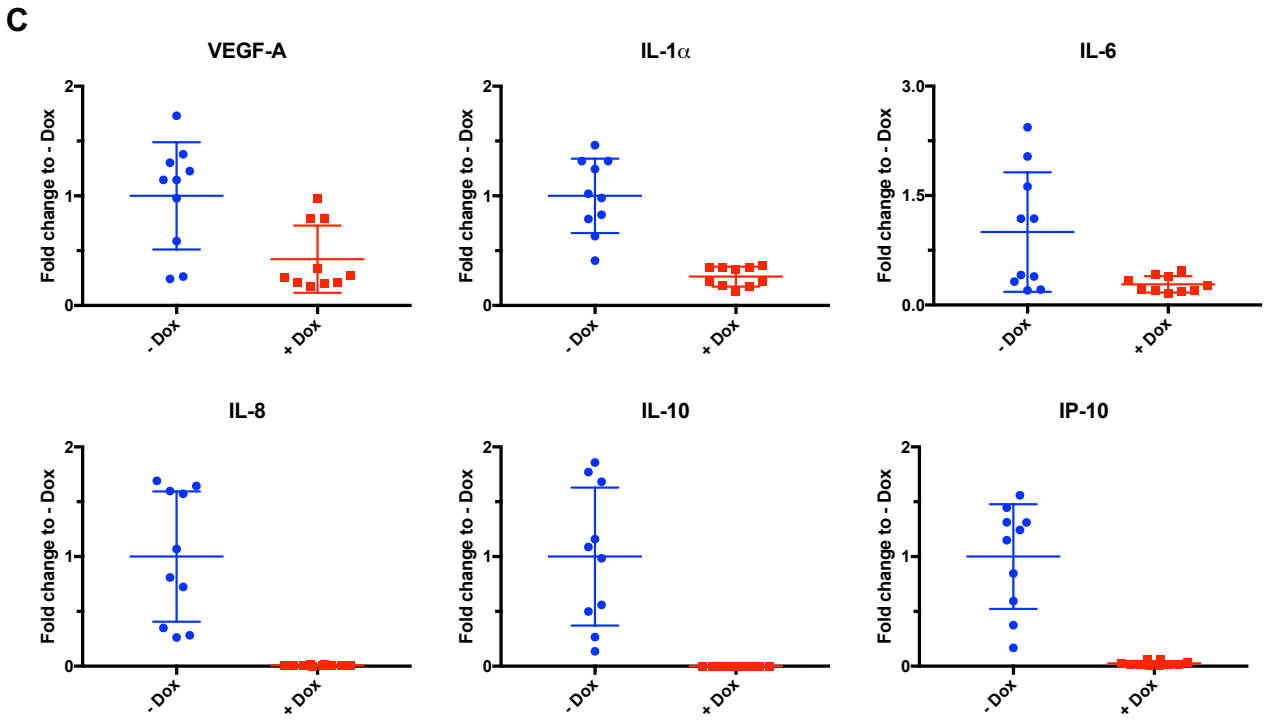 C
VEGF-A
Fold change to - Dox
2
1
0
- Dox
+ Dox
IL-1α
Fold change to - Dox
2
1
0
- Dox
+ Dox
IL-6
Fold change to - Dox
3.0
1.5
0.0
- Dox
+ Dox
IL-8
Fold change to - Dox
2
1
0
- Dox
+ Dox
IL-10
Fold change to - Dox
2
1
0
- Dox
+ Dox
IP-10
Fold change to - Dox
2
1
0
- Dox
+ Dox